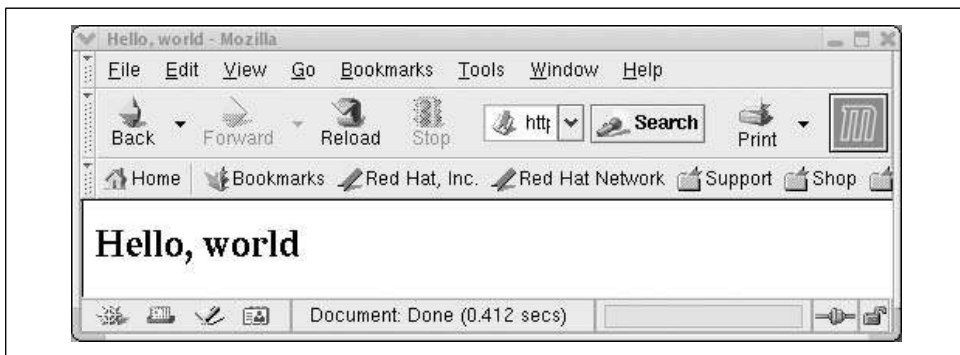 Hello, world - Mozilla
File Edit View Go Bookmarks Tools Window Help
Back Forward Reload Stop http Search Print m
Home Bookmarks Red Hat, Inc. Red Hat Network Support Shop
Hello, world
Document: Done (0.412 secs)